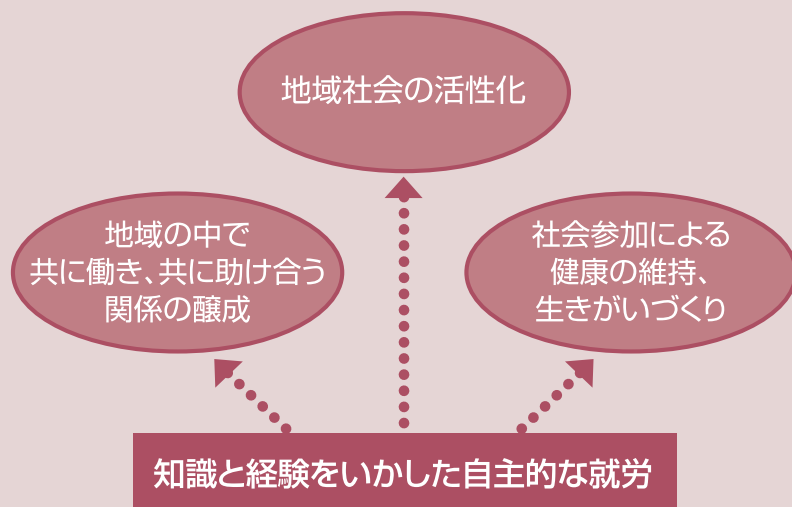 地域社会の活性化
地域の中で
共に働き、共に助け合う
関係の醸成
社会参加による
健康の維持、
生きがいづくり
知識と経験をいかした自主的な就労